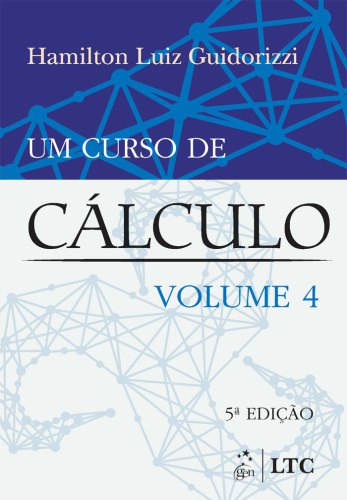 Hamilton Luiz Guidorizzi
UM CURSO DE
CÁLCULO
VOLUME 4
5ª EDIÇÃO
gen LTC